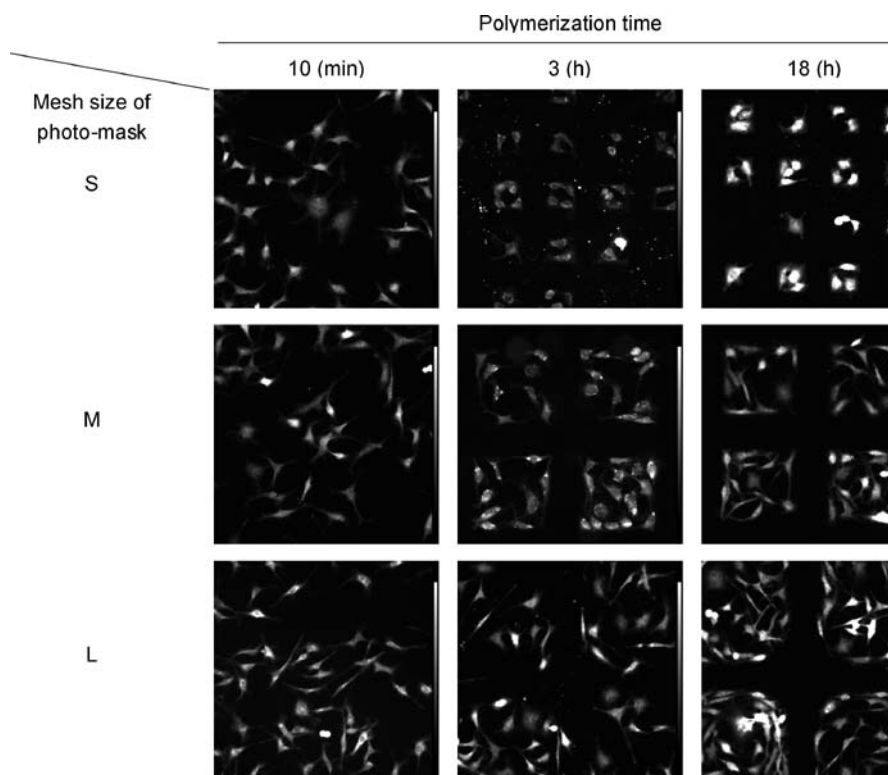 Polymerization time
10 (min) 3 (h) 18 (h)
Mesh size of
photo-mask
S
M
L